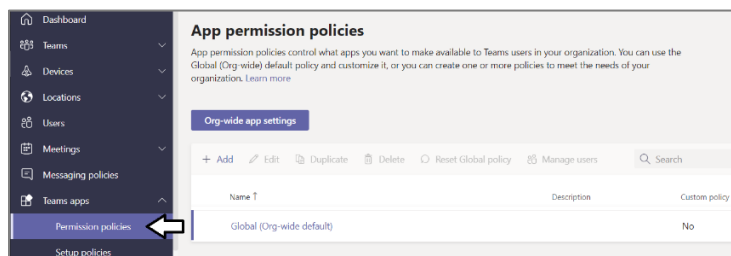 Dashboard
Teams
Devices
Locations
Users
Meetings
Messaging policies
Teams apps
Permission policies
Setup policies
App permission policies
App permission policies control what apps you want to make available to Teams users in your organization. You can use the
Global (Org-wide) default policy and customize it, or you can create one or more policies to meet the needs of your
organization. Learn more
Org-wide app settings
+ Add Edit Duplicate Delete Reset Global policy Manage users Search
Name ↑ Description Custom policy
Global (Org-wide default) No